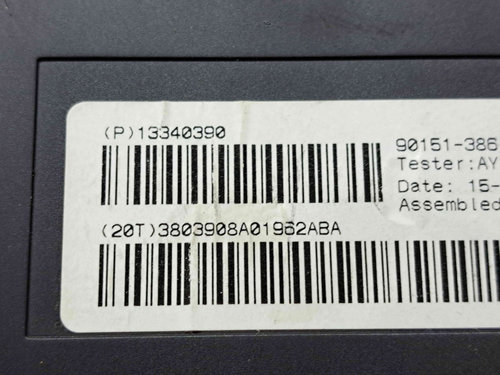 (P)13340390
90151-386
Tester:AY
Date: 15-
Assembled
(20T)3803908A01962ABA